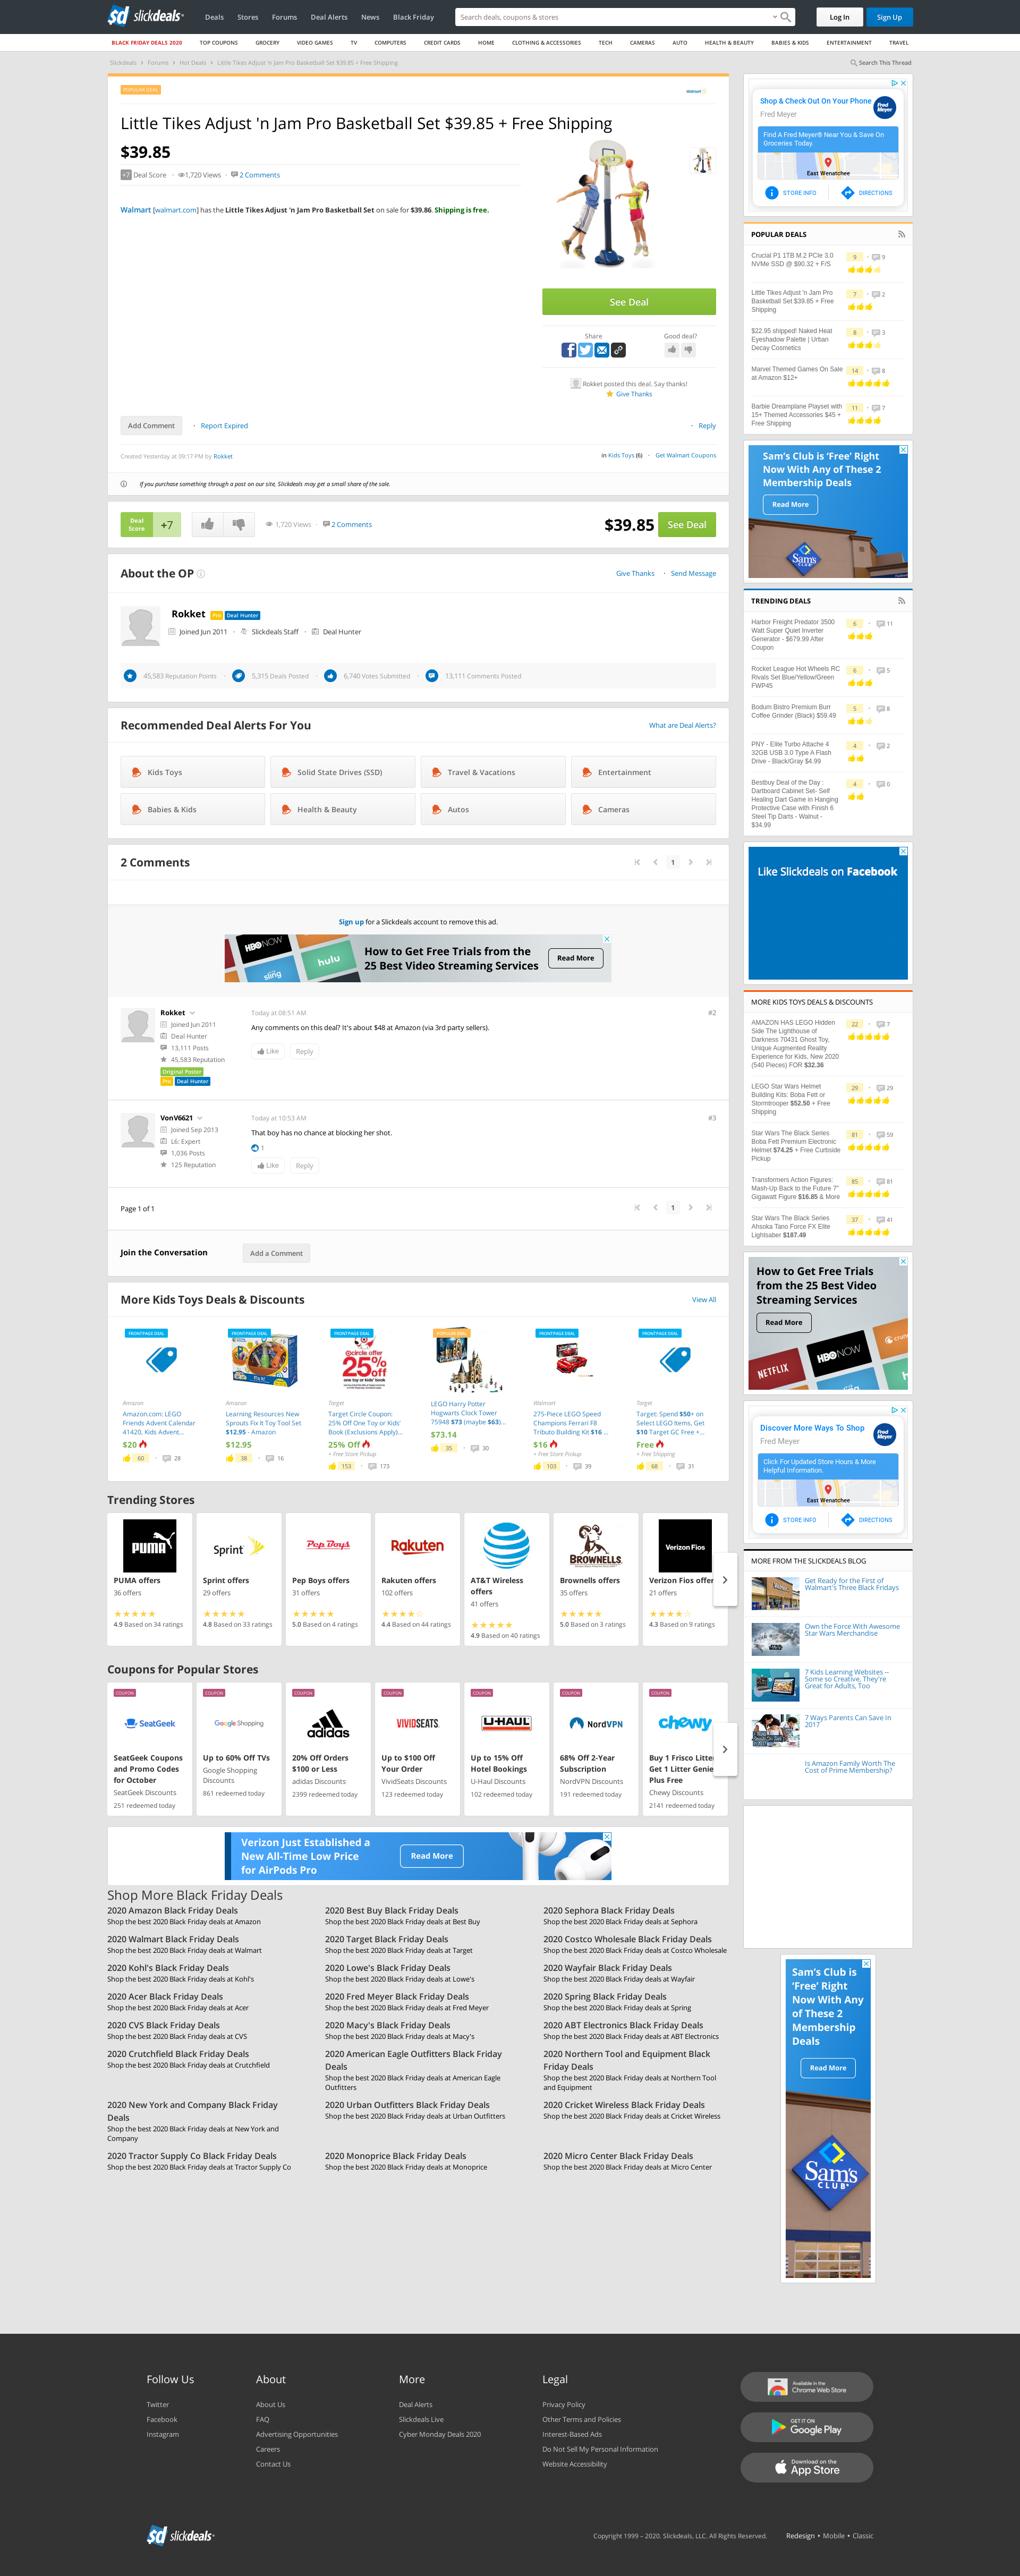 slickdeals
Deals Stores Forums Deal Alerts News Black Friday
Search deals, coupons & stores
Log In Sign Up
BLACK FRIDAY DEALS 2020 TOP COUPONS GROCERY VIDEO GAMES TV COMPUTERS CREDIT CARDS HOME CLOTHING & ACCESSORIES TECH CAMERAS AUTO HEALTH & BEAUTY BABIES & KIDS ENTERTAINMENT TRAVEL
Slickdeals > Forums > Hot Deals > Little Tikes Adjust 'n Jam Pro Basketball Set $39.85 + Free Shipping
Search This Thread
POPULAR DEAL
Walmart
Little Tikes Adjust 'n Jam Pro Basketball Set $39.85 + Free Shipping
$39.85
+7 Deal Score 1,720 Views 2 Comments
Walmart [walmart.com] has the Little Tikes Adjust 'n Jam Pro Basketball Set on sale for $39.86. Shipping is free.
See Deal
Share Good deal?
Rokket posted this deal. Say thanks!
Give Thanks
Add Comment Report Expired Reply
Created Yesterday at 09:17 PM by Rokket
in Kids Toys (6) Get Walmart Coupons
If you purchase something through a post on our site, Slickdeals may get a small share of the sale.
Deal Score +7
1,720 Views 2 Comments
$39.85 See Deal
About the OP
Give Thanks Send Message
Rokket Pro Deal Hunter
Joined Jun 2011 Slickdeals Staff Deal Hunter
45,583 Reputation Points 5,315 Deals Posted 6,740 Votes Submitted 13,111 Comments Posted
Recommended Deal Alerts For You
What are Deal Alerts?
Kids Toys Solid State Drives (SSD) Travel & Vacations Entertainment
Babies & Kids Health & Beauty Autos Cameras
2 Comments
1
Sign up for a Slickdeals account to remove this ad.
HBO NOW hulu
How to Get Free Trials from the
25 Best Video Streaming Services
Read More
Rokket
Joined Jun 2011
Deal Hunter
13,111 Posts
45,583 Reputation
Original Poster
Pro Deal Hunter
Today at 08:51 AM
#2
Any comments on this deal? It's about $48 at Amazon (via 3rd party sellers).
Like Reply
VonV6621
Joined Sep 2013
L6: Expert
1,036 Posts
125 Reputation
Today at 10:53 AM
#3
That boy has no chance at blocking her shot.
1
Like Reply
Page 1 of 1
1
Join the Conversation
Add a Comment
More Kids Toys Deals & Discounts
View All
FRONTPAGE DEAL
Amazon
Amazon.com: LEGO
Friends Advent Calendar
41420, Kids Advent...
$20
60 28
FRONTPAGE DEAL
Amazon
Learning Resources New
Sprouts Fix It Toy Tool Set
$12.95 - Amazon
$12.95
38 16
FRONTPAGE DEAL
circle offer
25% off
one toy or kids' book
Target
Target Circle Coupon:
25% Off One Toy or Kids'
Book (Exclusions Apply)...
25% Off
+ Free Store Pickup
153 173
POPULAR DEAL
LEGO Harry Potter
Hogwarts Clock Tower
75948 $73 (maybe $63)...
$73.14
35 30
FRONTPAGE DEAL
Walmart
275-Piece LEGO Speed
Champions Ferrari F8
Tributo Building Kit $16 ...
$16
+ Free Store Pickup
103 39
FRONTPAGE DEAL
Target
Target: Spend $50+ on
Select LEGO Items, Get
$10 Target GC Free +...
Free
+ Free Shipping
68 31
Trending Stores
PUMA
PUMA offers
36 offers
4.9 Based on 34 ratings
Sprint
Sprint offers
29 offers
4.8 Based on 33 ratings
Pep Boys
Pep Boys offers
31 offers
5.0 Based on 4 ratings
Rakuten
Rakuten offers
102 offers
4.4 Based on 44 ratings
AT&T Wireless
offers
41 offers
4.9 Based on 40 ratings
BROWNELLS
Brownells offers
35 offers
5.0 Based on 3 ratings
Verizon Fios
Verizon Fios offer
21 offers
4.3 Based on 9 ratings
Coupons for Popular Stores
COUPON
SeatGeek
SeatGeek Coupons
and Promo Codes
for October
SeatGeek Discounts
251 redeemed today
COUPON
Google Shopping
Up to 60% Off TVs
Google Shopping
Discounts
861 redeemed today
COUPON
adidas
20% Off Orders
$100 or Less
adidas Discounts
2399 redeemed today
COUPON
VIVIDSEATS.
Up to $100 Off
Your Order
VividSeats Discounts
123 redeemed today
COUPON
U-HAUL
Up to 15% Off
Hotel Bookings
U-Haul Discounts
102 redeemed today
COUPON
NordVPN
68% Off 2-Year
Subscription
NordVPN Discounts
191 redeemed today
COUPON
chewy
Buy 1 Frisco Litter
Get 1 Litter Genie
Plus Free
Chewy Discounts
2141 redeemed today
Verizon Just Established a
New All-Time Low Price
for AirPods Pro
Read More
Shop More Black Friday Deals
2020 Amazon Black Friday Deals
Shop the best 2020 Black Friday deals at Amazon
2020 Best Buy Black Friday Deals
Shop the best 2020 Black Friday deals at Best Buy
2020 Sephora Black Friday Deals
Shop the best 2020 Black Friday deals at Sephora
2020 Walmart Black Friday Deals
Shop the best 2020 Black Friday deals at Walmart
2020 Target Black Friday Deals
Shop the best 2020 Black Friday deals at Target
2020 Costco Wholesale Black Friday Deals
Shop the best 2020 Black Friday deals at Costco Wholesale
2020 Kohl's Black Friday Deals
Shop the best 2020 Black Friday deals at Kohl's
2020 Lowe's Black Friday Deals
Shop the best 2020 Black Friday deals at Lowe's
2020 Wayfair Black Friday Deals
Shop the best 2020 Black Friday deals at Wayfair
2020 Acer Black Friday Deals
Shop the best 2020 Black Friday deals at Acer
2020 Fred Meyer Black Friday Deals
Shop the best 2020 Black Friday deals at Fred Meyer
2020 Spring Black Friday Deals
Shop the best 2020 Black Friday deals at Spring
2020 CVS Black Friday Deals
Shop the best 2020 Black Friday deals at CVS
2020 Macy's Black Friday Deals
Shop the best 2020 Black Friday deals at Macy's
2020 ABT Electronics Black Friday Deals
Shop the best 2020 Black Friday deals at ABT Electronics
2020 Crutchfield Black Friday Deals
Shop the best 2020 Black Friday deals at Crutchfield
2020 American Eagle Outfitters Black Friday
Deals
Shop the best 2020 Black Friday deals at American Eagle
Outfitters
2020 Northern Tool and Equipment Black
Friday Deals
Shop the best 2020 Black Friday deals at Northern Tool
and Equipment
2020 New York and Company Black Friday
Deals
Shop the best 2020 Black Friday deals at New York and
Company
2020 Urban Outfitters Black Friday Deals
Shop the best 2020 Black Friday deals at Urban Outfitters
2020 Cricket Wireless Black Friday Deals
Shop the best 2020 Black Friday deals at Cricket Wireless
2020 Tractor Supply Co Black Friday Deals
Shop the best 2020 Black Friday deals at Tractor Supply Co
2020 Monoprice Black Friday Deals
Shop the best 2020 Black Friday deals at Monoprice
2020 Micro Center Black Friday Deals
Shop the best 2020 Black Friday deals at Micro Center
Shop & Check Out On Your Phone
Fred Meyer
Find A Fred Meyer® Near You & Save On
Groceries Today.
East Wenatchee
STORE INFO DIRECTIONS
POPULAR DEALS
Crucial P1 1TB M.2 PCIe 3.0
NVMe SSD @ $90.32 + F/S
9 9
Little Tikes Adjust 'n Jam Pro
Basketball Set $39.85 + Free
Shipping
7 2
$22.95 shipped! Naked Heat
Eyeshadow Palette | Urban
Decay Cosmetics
8 3
Marvel Themed Games On Sale
at Amazon $12+
14 8
Barbie Dreamplane Playset with
15+ Themed Accessories $45 +
Free Shipping
11 7
Sam's Club is 'Free' Right
Now With Any of These 2
Membership Deals
Read More
Sam's CLUB
TRENDING DEALS
Harbor Freight Predator 3500
Watt Super Quiet Inverter
Generator - $679.99 After
Coupon
6 11
Rocket League Hot Wheels RC
Rivals Set Blue/Yellow/Green
FWP45
6 5
Bodum Bistro Premium Burr
Coffee Grinder (Black) $59.49
5 8
PNY - Elite Turbo Attache 4
32GB USB 3.0 Type A Flash
Drive - Black/Gray $4.99
4 2
Bestbuy Deal of the Day :
Dartboard Cabinet Set- Self
Healing Dart Game in Hanging
Protective Case with Finish 6
Steel Tip Darts - Walnut -
$34.99
4 0
Like Slickdeals on Facebook
MORE KIDS TOYS DEALS & DISCOUNTS
AMAZON HAS LEGO Hidden
Side The Lighthouse of
Darkness 70431 Ghost Toy,
Unique Augmented Reality
Experience for Kids, New 2020
(540 Pieces) FOR $32.36
22 7
LEGO Star Wars Helmet
Building Kits: Boba Fett or
Stormtrooper $52.50 + Free
Shipping
29 29
Star Wars The Black Series
Boba Fett Premium Electronic
Helmet $74.25 + Free Curbside
Pickup
81 59
Transformers Action Figures:
Mash-Up Back to the Future 7"
Gigawatt Figure $16.85 & More
85 81
Star Wars The Black Series
Ahsoka Tano Force FX Elite
Lightsaber $187.49
37 41
How to Get Free Trials
from the 25 Best Video
Streaming Services
Read More
NETFLIX HBO NOW hulu crunchyroll
Discover More Ways To Shop
Fred Meyer
Click For Updated Store Hours & More
Helpful Information.
East Wenatchee
STORE INFO DIRECTIONS
MORE FROM THE SLICKDEALS BLOG
Get Ready for the First of
Walmart's Three Black Fridays
Own the Force With Awesome
Star Wars Merchandise
7 Kids Learning Websites --
Some so Creative, They're
Great for Adults, Too
7 Ways Parents Can Save In
2017
Is Amazon Family Worth The
Cost of Prime Membership?
Sam's Club is
'Free' Right
Now With Any
of These 2
Membership
Deals
Read More
Sam's CLUB
Follow Us
Twitter
Facebook
Instagram
About
About Us
FAQ
Advertising Opportunities
Careers
Contact Us
More
Deal Alerts
Slickdeals Live
Cyber Monday Deals 2020
Legal
Privacy Policy
Other Terms and Policies
Interest-Based Ads
Do Not Sell My Personal Information
Website Accessibility
Available in the
Chrome Web Store
GET IT ON
Google Play
Download on the
App Store
slickdeals
Copyright 1999 – 2020. Slickdeals, LLC. All Rights Reserved. Redesign • Mobile • Classic